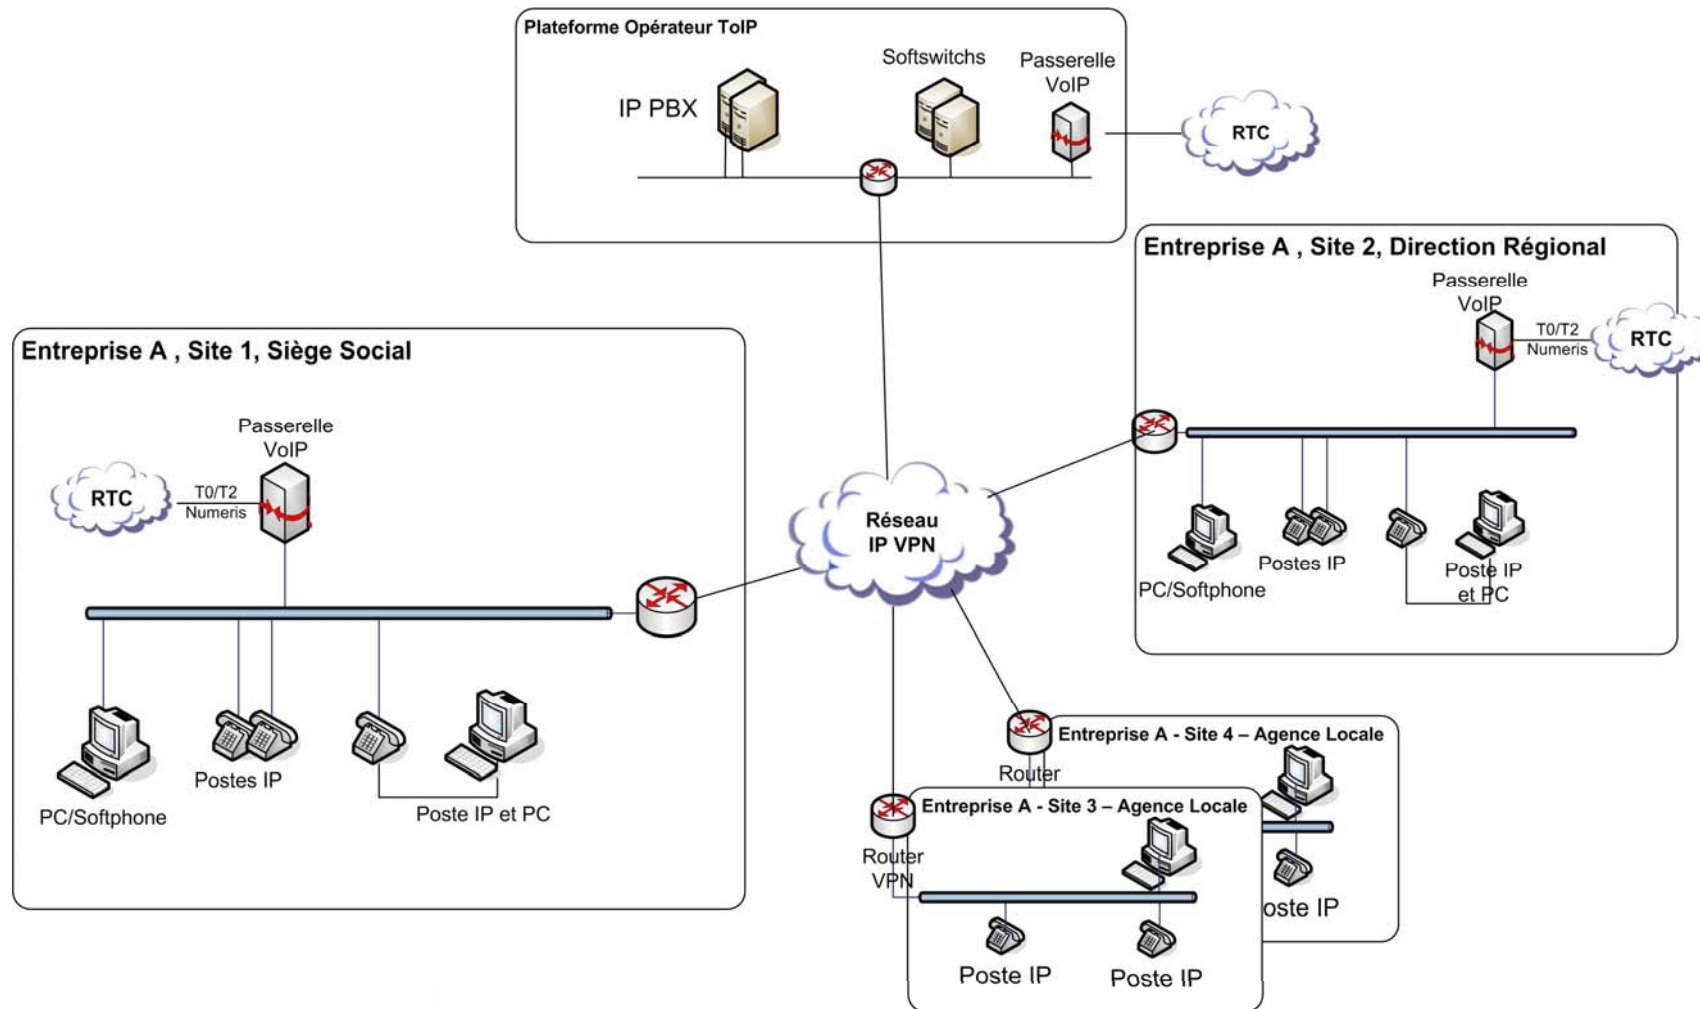 Plateforme Opérateur ToIP
Softswitchs
Passerelle
VoIP
IP PBX
RTC
Entreprise A , Site 2, Direction Régional
Passerelle
VoIP
T0/T2
Numeris
RTC
PC/Softphone
Postes IP
Poste IP
et PC
Entreprise A , Site 1, Siège Social
Passerelle
VoIP
RTC
T0/T2
Numeris
PC/Softphone
Postes IP
Poste IP et PC
Réseau
IP VPN
Entreprise A - Site 4 – Agence Locale
Router
oste IP
Entreprise A - Site 3 – Agence Locale
Router
VPN
Poste IP
Poste IP